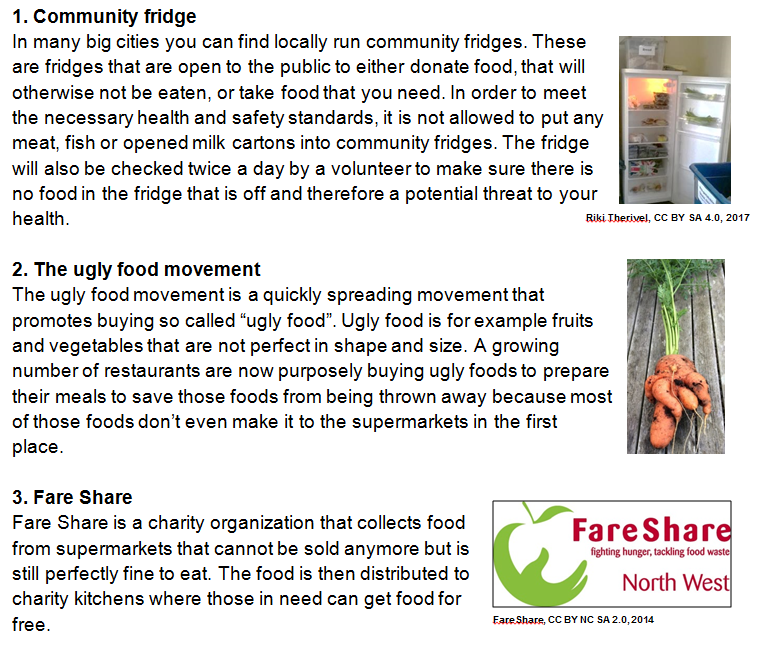 1. Community fridge
In many big cities you can find locally run community fridges. These
are fridges that are open to the public to either donate food, that will
otherwise not be eaten, or take food that you need. In order to meet
the necessary health and safety standards, it is not allowed to put any
meat, fish or opened milk cartons into community fridges. The fridge
will also be checked twice a day by a volunteer to make sure there is
no food in the fridge that is off and therefore a potential threat to your
health.
Riki Therivel, CC BY SA 4.0, 2017
2. The ugly food movement
The ugly food movement is a quickly spreading movement that
promotes buying so called “ugly food”. Ugly food is for example fruits
and vegetables that are not perfect in shape and size. A growing
number of restaurants are now purposely buying ugly foods to prepare
their meals to save those foods from being thrown away because most
of those foods don’t even make it to the supermarkets in the first
place.
3. Fare Share
Fare Share is a charity organization that collects food
from supermarkets that cannot be sold anymore but is
still perfectly fine to eat. The food is then distributed to
charity kitchens where those in need can get food for
free.
FareShare
fighting hunger, tackling food waste
North West
FareShare, CC BY NC SA 2.0, 2014